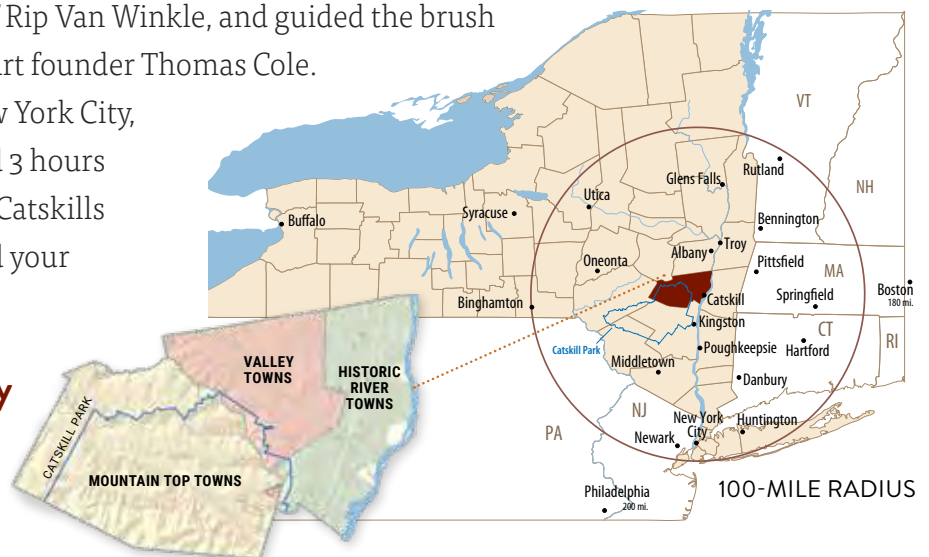 Rip Van Winkle, and guided the brush
art founder Thomas Cole.
York City,
3 hours
Catskills
your
y
VT
Rutland
Glens Falls
NH
Utica
Syracuse
Buffalo
Bennington
Troy
Albany
Oneonta
Pittsfield
MA
Boston
180 mi.
Springfield
Binghamton
Catskill
CT
RI
Kingston
Catskill Park
Poughkeepsie
Hartford
Middletown
Danbury
NJ
New York
City
Huntington
PA
Newark
Philadelphia
200 mi.
100-MILE RADIUS
VALLEY
TOWNS
HISTORIC
RIVER
TOWNS
CATSKILL PARK
MOUNTAIN TOP TOWNS